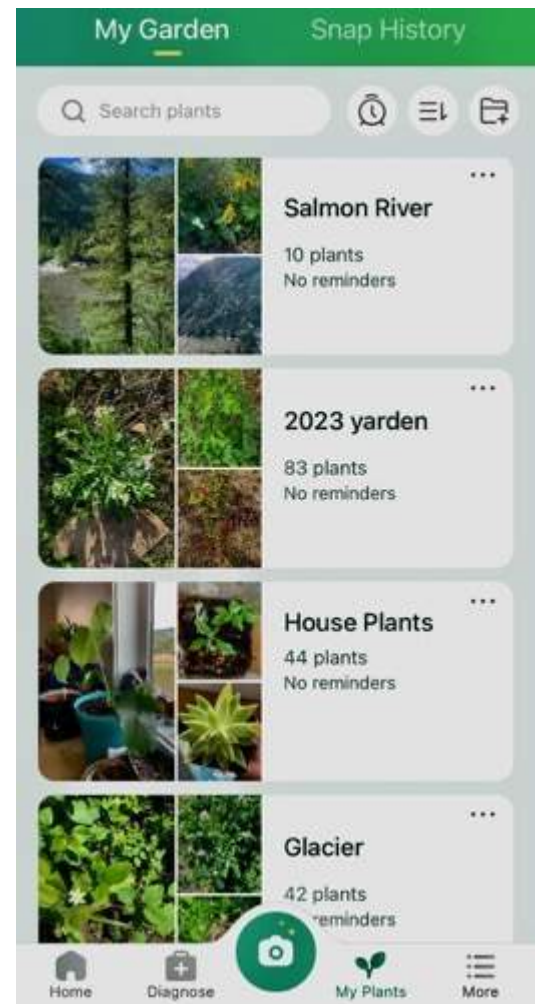 My Garden Snap History
Search plants
Salmon River
10 plants
No reminders
2023 yarden
83 plants
No reminders
House Plants
44 plants
No reminders
Glacier
42 plants
reminders
Home Diagnose My Plants More